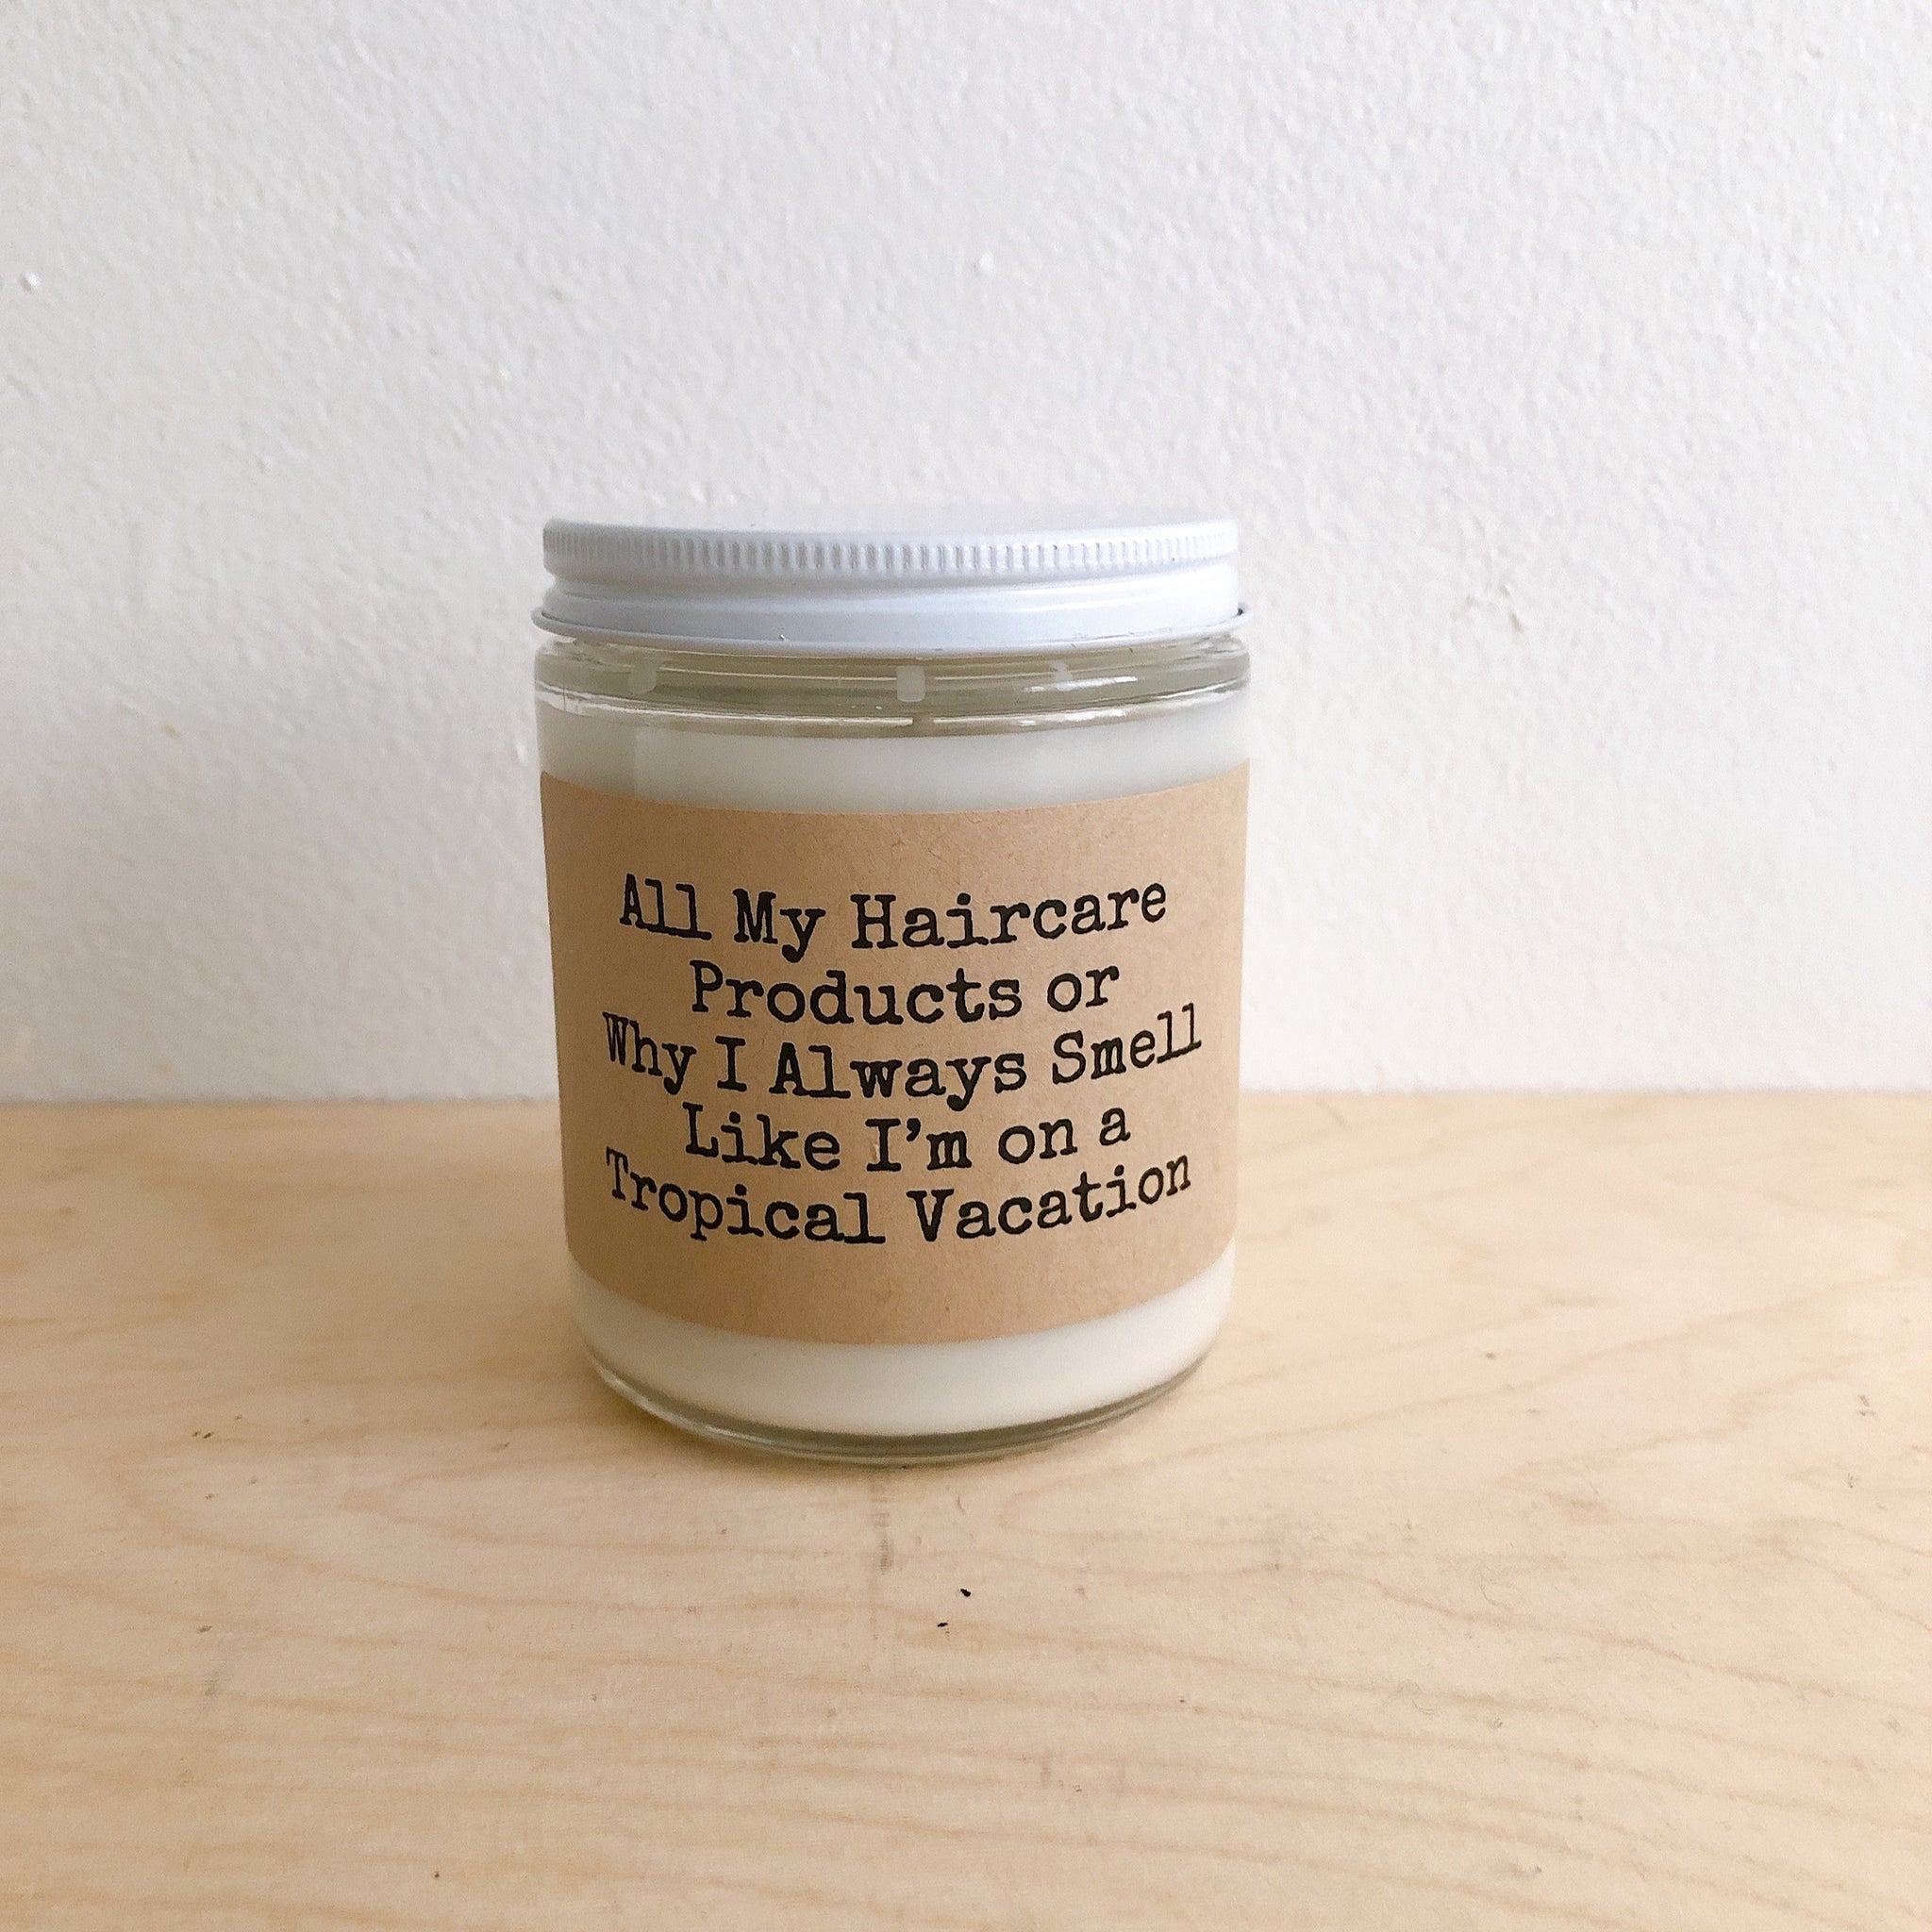 All My Haircare
Products or
Why I Always Smell
Like I'm on a
Tropical Vacation